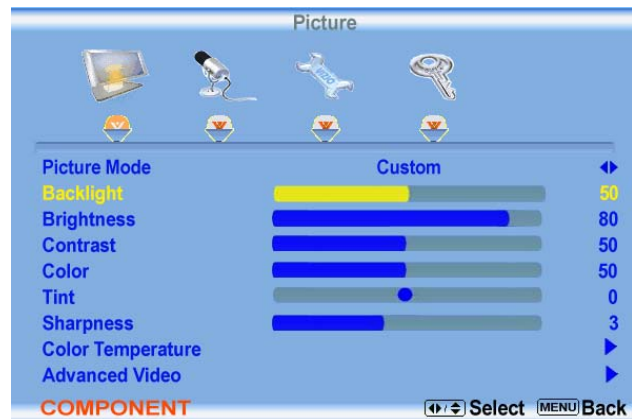 Picture
Picture Mode Custom
Backlight 50
Brightness 80
Contrast 50
Color 50
Tint 0
Sharpness 3
Color Temperature
Advanced Video
COMPONENT Select MENU Back